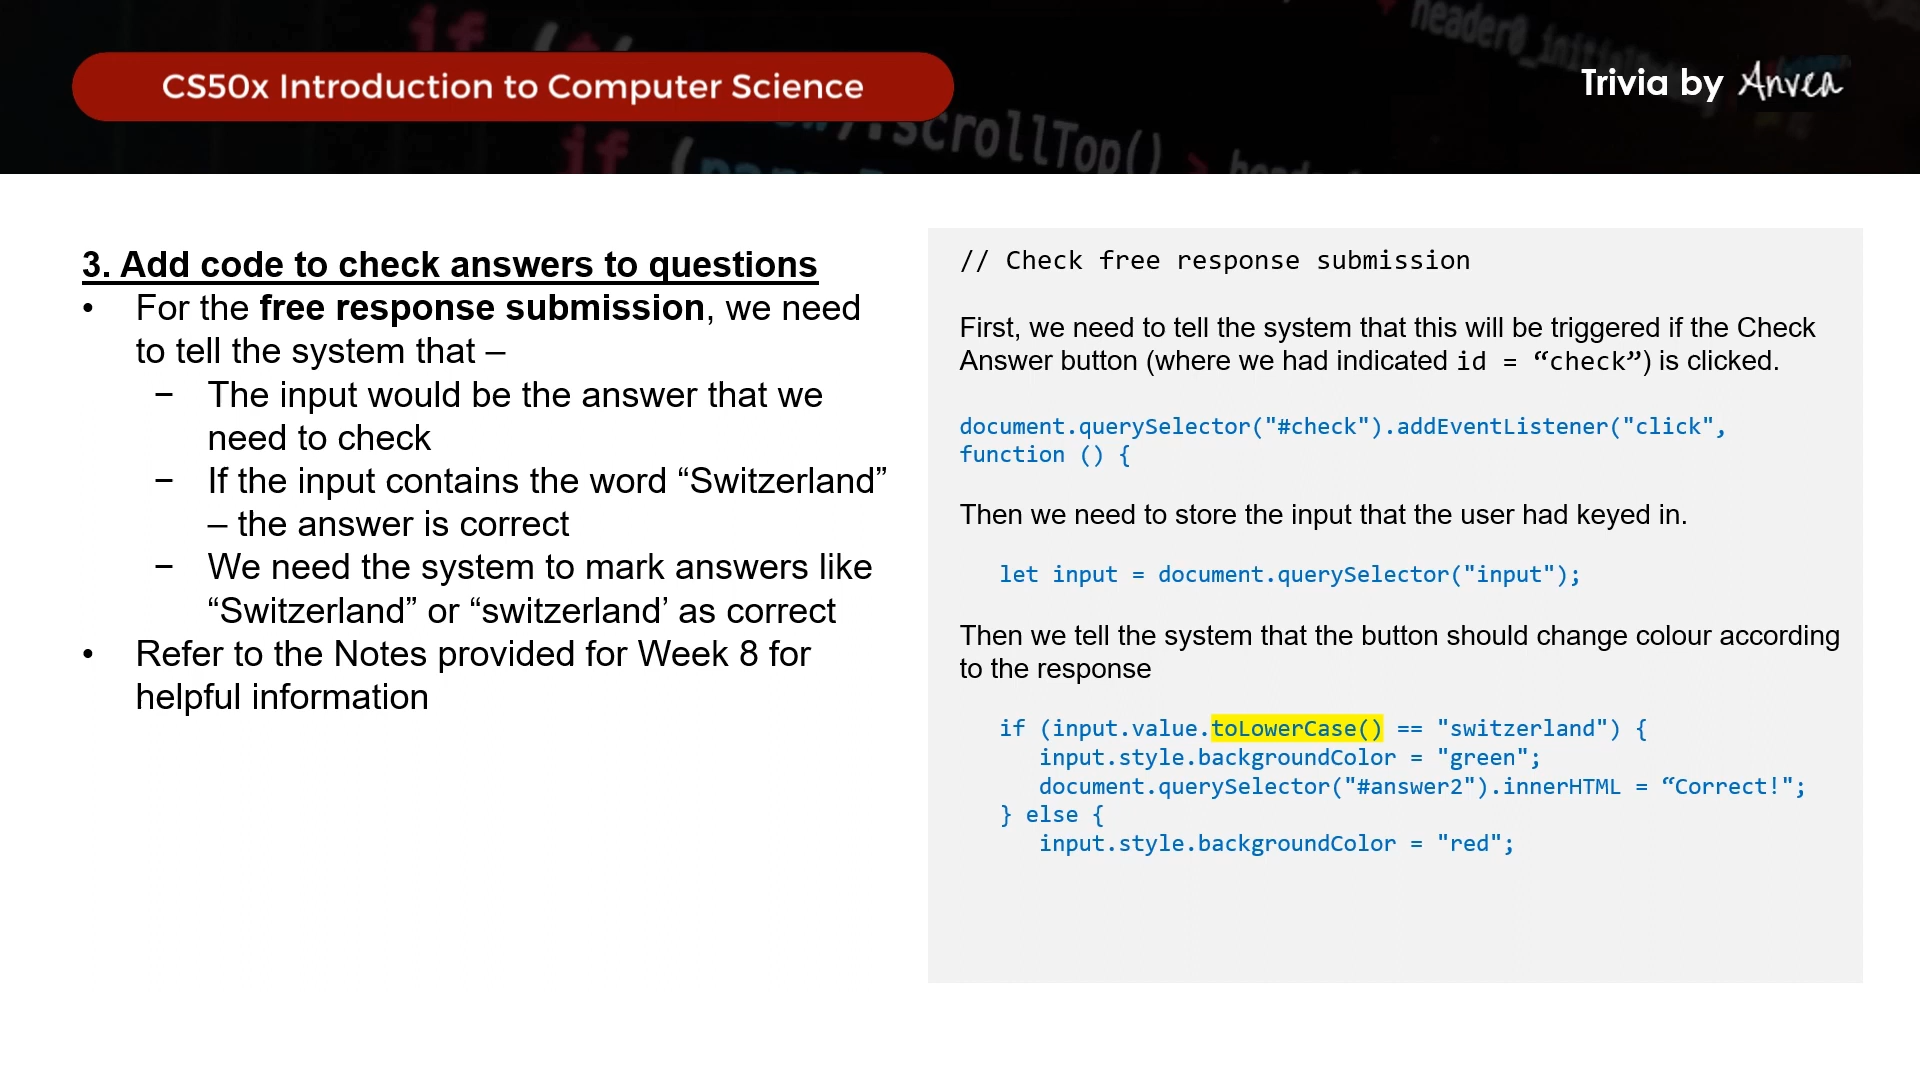 if (
header0_initi
CS50x Introduction to Computer Science
Trivia by Anvea
.scrollTop() >
if (
3. Add code to check answers to questions
• For the free response submission, we need
to tell the system that –
− The input would be the answer that we
need to check
− If the input contains the word “Switzerland”
– the answer is correct
− We need the system to mark answers like
“Switzerland” or “switzerland’ as correct
• Refer to the Notes provided for Week 8 for
helpful information
// Check free response submission
First, we need to tell the system that this will be triggered if the Check
Answer button (where we had indicated id = “check”) is clicked.
document.querySelector("#check").addEventListener("click",
function () {
Then we need to store the input that the user had keyed in.
let input = document.querySelector("input");
Then we tell the system that the button should change colour according
to the response
if (input.value.toLowerCase() == "switzerland") {
input.style.backgroundColor = "green";
document.querySelector("#answer2").innerHTML = “Correct!";
} else {
input.style.backgroundColor = "red";